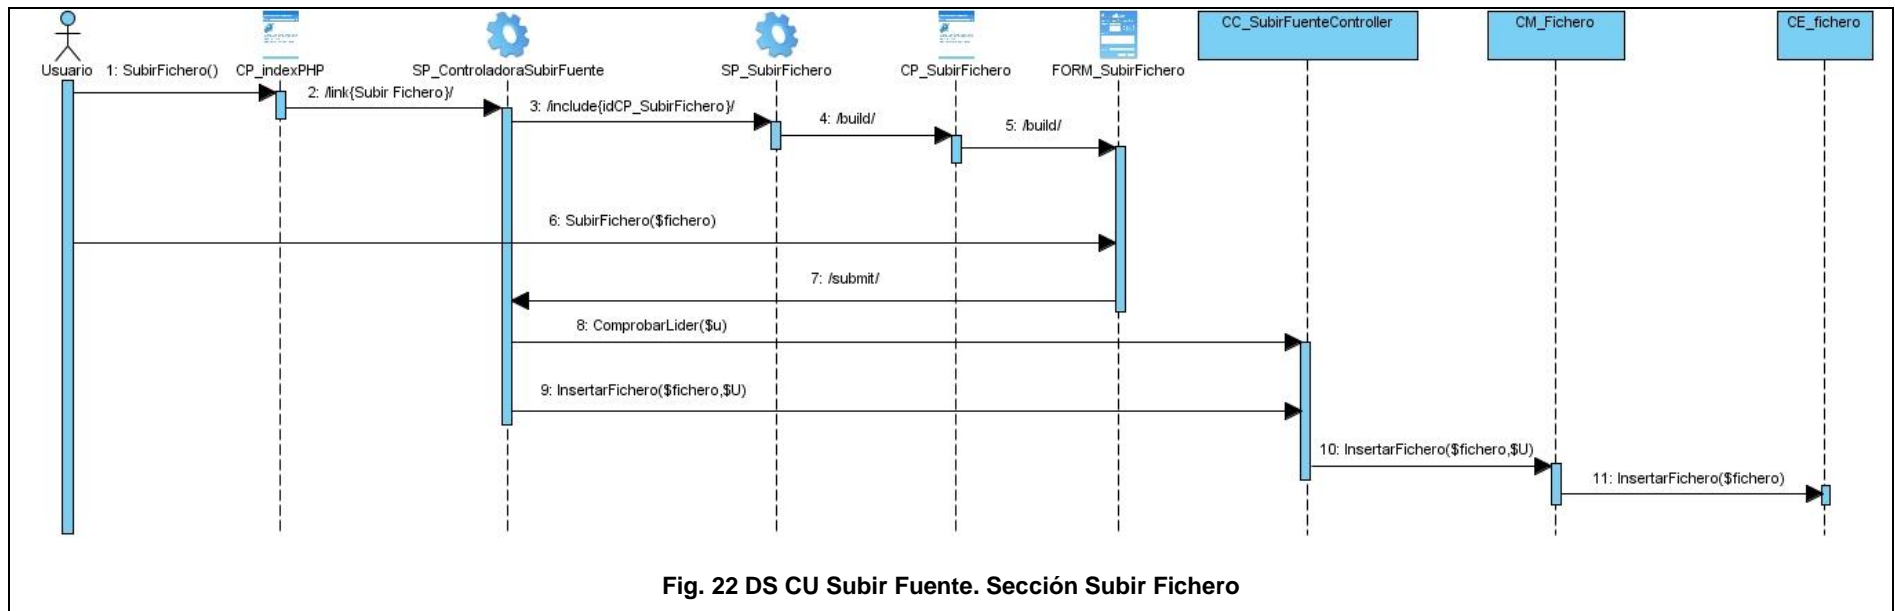 CC_SubirFuenteController
CM_Fichero
CE_fichero
Usuario
CP_indexPHP
SP_ControladoraSubirFuente
SP_SubirFichero
CP_SubirFichero
FORM_SubirFichero
1: SubirFichero()
2: /link{Subir Fichero}/
3: /include{idCP_SubirFichero}/
4: /build/
5: /build/
6: SubirFichero($fichero)
7: /submit/
8: ComprobarLider($u)
9: InsertarFichero($fichero,$U)
10: InsertarFichero($fichero,$U)
11: InsertarFichero($fichero)
Fig. 22 DS CU Subir Fuente. Sección Subir Fichero